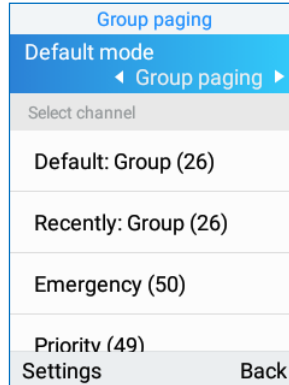 Group paging
Default mode
Group paging
Select channel
Default: Group (26)
Recently: Group (26)
Emergency (50)
Priority (49)
Settings Back